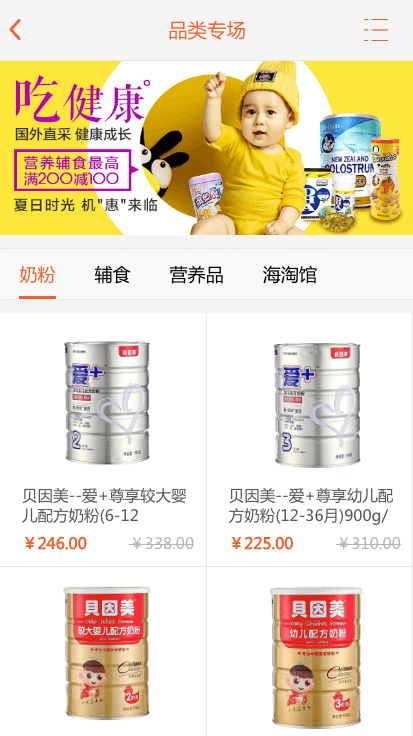 品类专场
吃健康
国外直采 健康成长
营养辅食最高
满200减100
夏日时光 机"惠"来临
NEW ZEALAND
COLOSTRUM
奶粉 辅食 营养品 海淘馆
贝因美
爱+
2
贝因美
爱+
3
贝因美--爱+尊享较大婴
儿配方奶粉(6-12
￥246.00 ￥338.00
贝因美--爱+尊享幼儿配
方奶粉(12-36月)900g/
￥225.00 ￥310.00
貝因美
较大婴儿配方奶粉
貝因美
幼儿配方奶粉